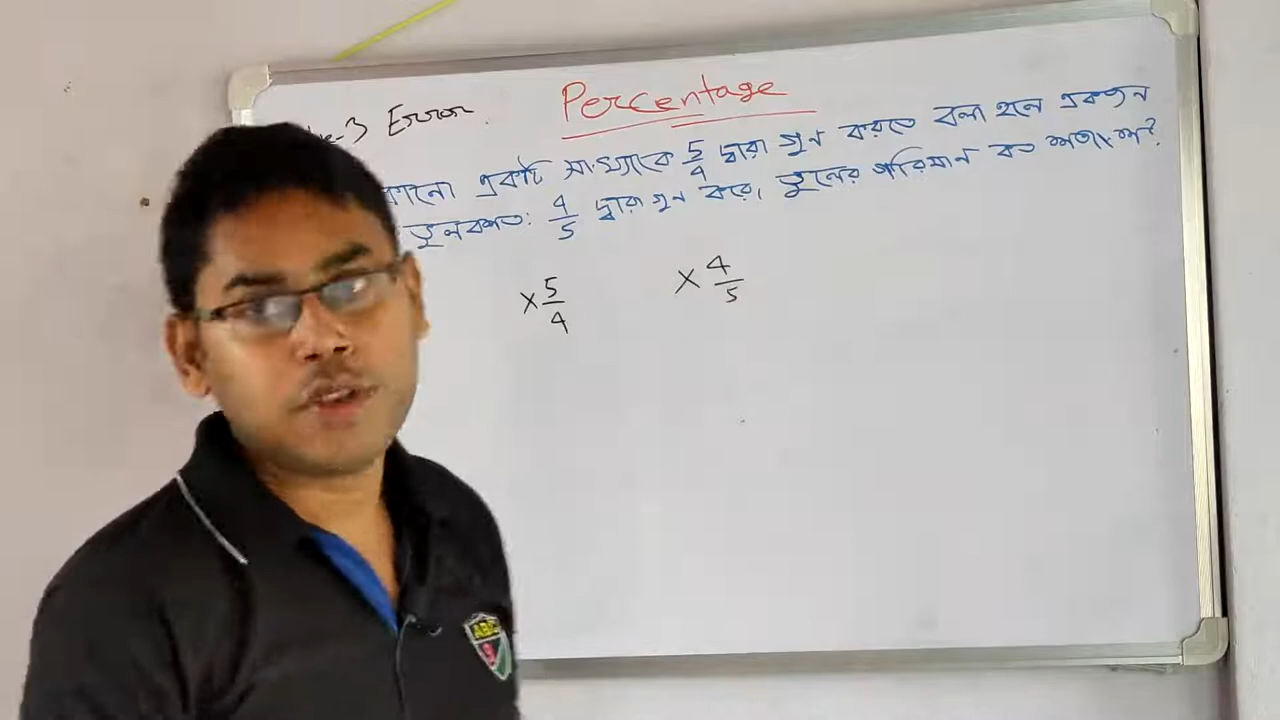 Percentage
-3 Error
একটি সংখ্যাকে 5/4 দ্বারা গুন করতে বলা হলে একজন
ভুলবশত: 4/5 দ্বারা গুন করে। ভুলের পরিমান কত শতাংশ?
× 5/4 × 4/5
ABC